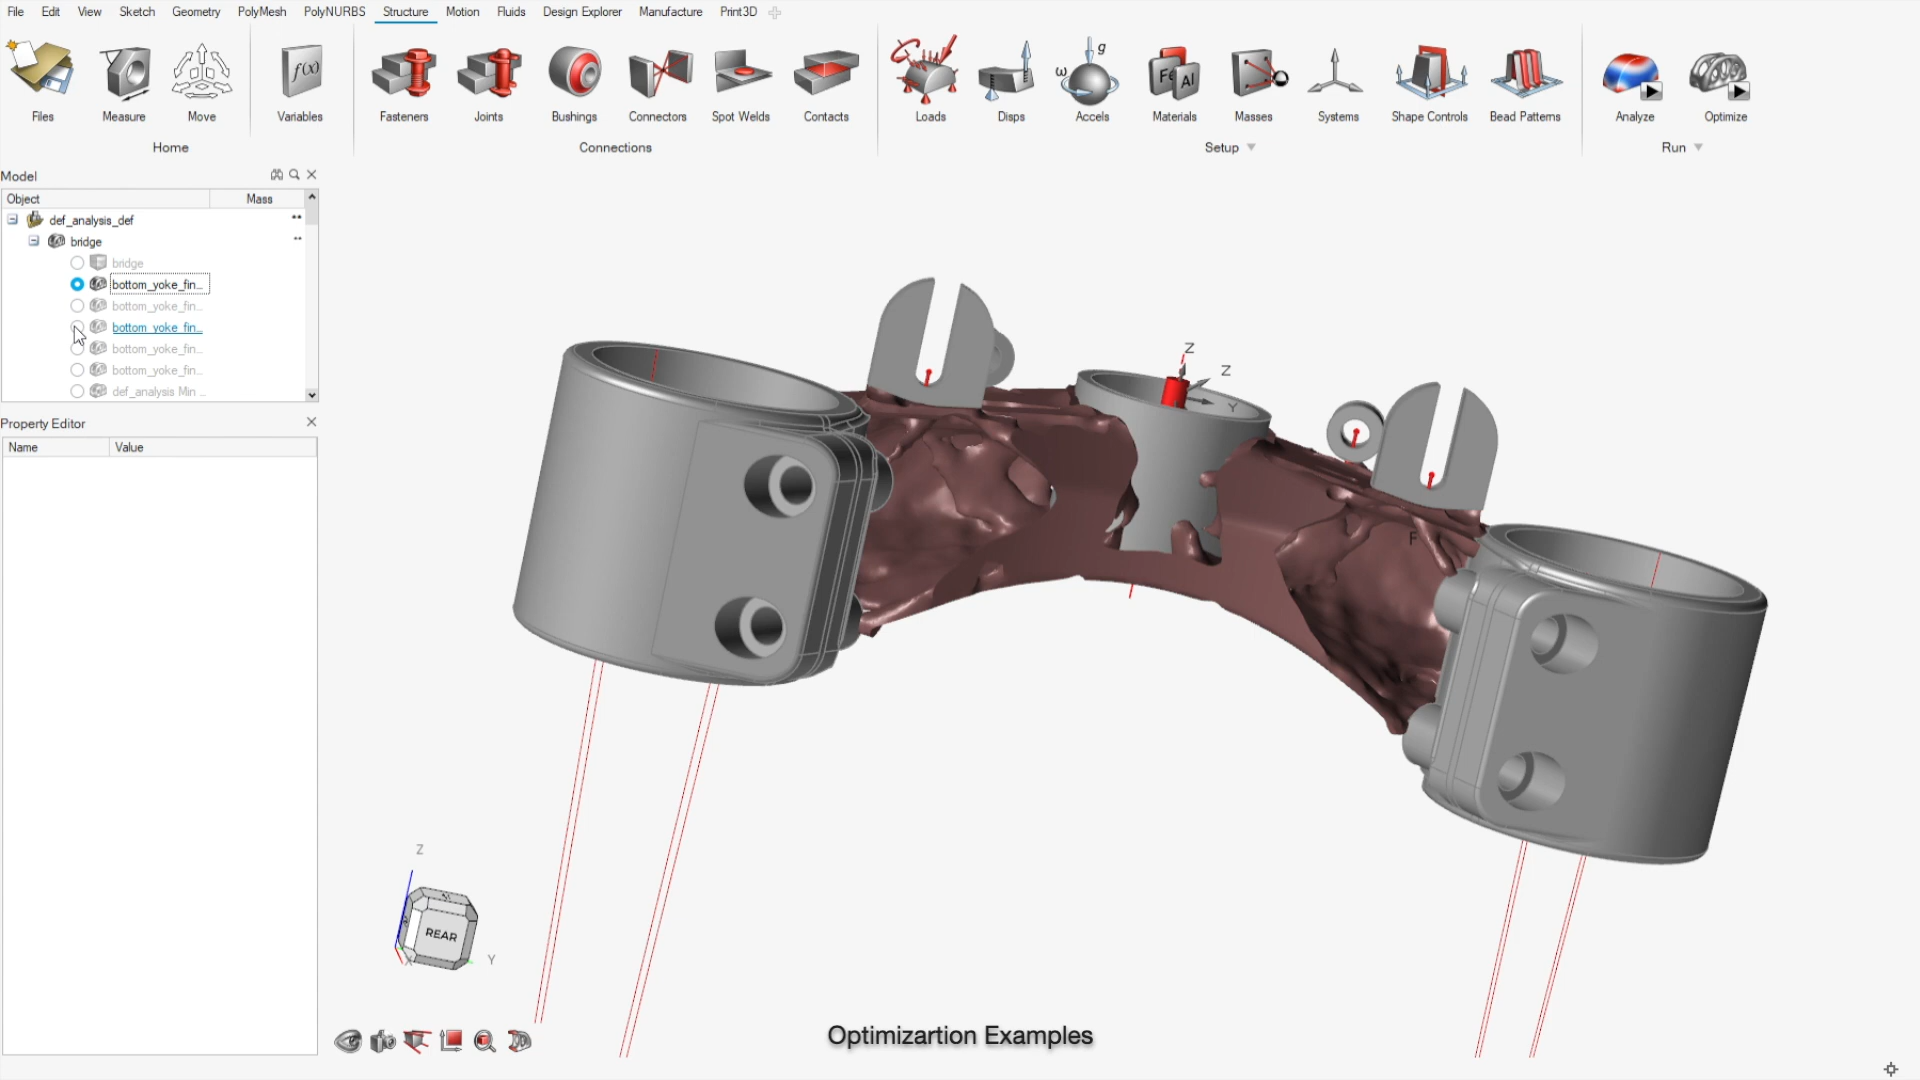 File Edit View Sketch Geometry PolyMesh PolyNURBS Structure Motion Fluids Design Explorer Manufacture Print3D
f(x) g ω Fe Al
Files Measure Move Variables Fasteners Joints Bushings Connectors Spot Welds Contacts Loads Disps Accels Materials Masses Systems Shape Controls Bead Patterns Analyze Optimize
Home Connections Setup Run
Model
Object Mass
def_analysis_def
bridge
bridge
bottom_yoke_fin...
bottom_yoke_fin...
bottom_yoke_fin...
bottom_yoke_fin...
bottom_yoke_fin...
def_analysis Min ...
Property Editor
Name Value
Z
Z
Y
F
Z
REAR
X Y
Optimizartion Examples